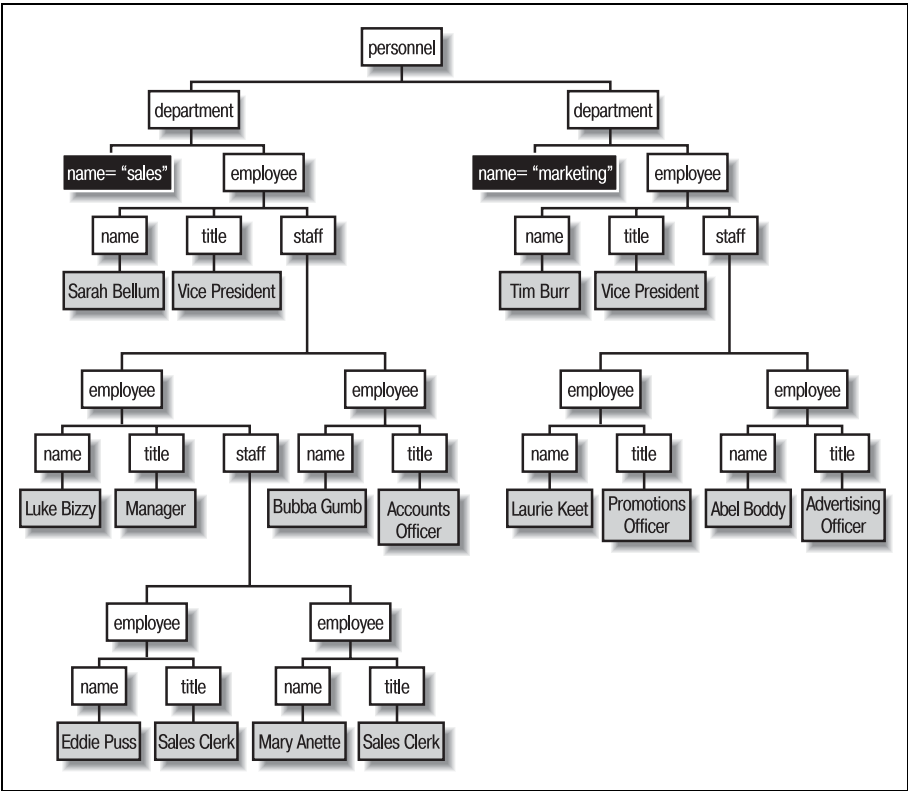 personnel
department
department
name= “sales”
employee
name= “marketing”
employee
name
title
staff
name
title
staff
Sarah Bellum
Vice President
Tim Burr
Vice President
employee
employee
employee
employee
name
title
staff
name
title
name
title
name
title
Luke Bizzy
Manager
Bubba Gumb
Accounts
Officer
Laurie Keet
Promotions
Officer
Abel Boddy
Advertising
Officer
employee
employee
name
title
name
title
Eddie Puss
Sales Clerk
Mary Anette
Sales Clerk